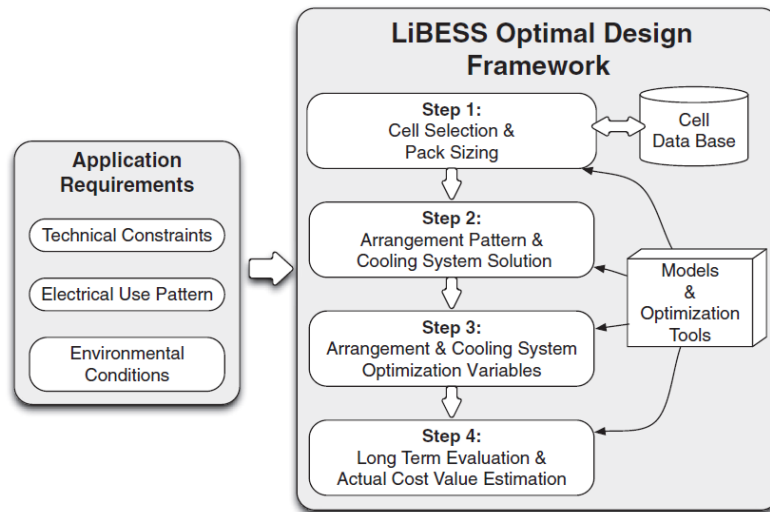 Application
Requirements
Technical Constraints
Electrical Use Pattern
Environmental
Conditions
LiBESS Optimal Design
Framework
Step 1:
Cell Selection &
Pack Sizing
Cell
Data Base
Step 2:
Arrangement Pattern &
Cooling System Solution
Models
&
Optimization
Tools
Step 3:
Arrangement & Cooling System
Optimization Variables
Step 4:
Long Term Evaluation &
Actual Cost Value Estimation